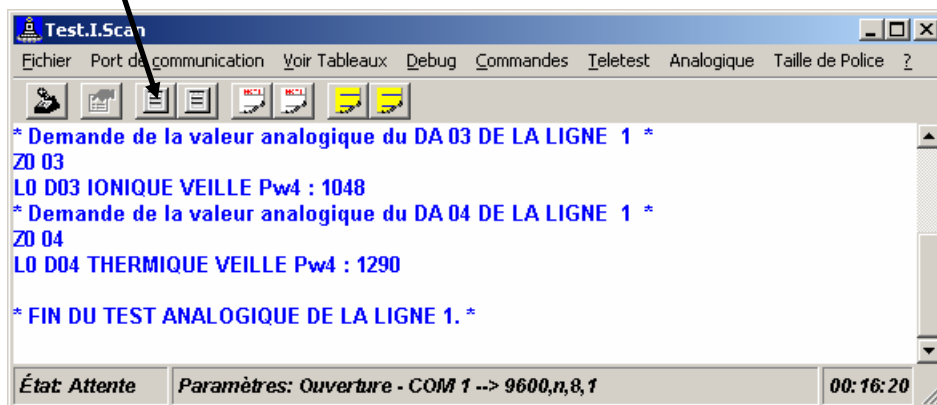 Test.I.Scan
Fichier Port de communication Voir Tableaux Debug Commandes Teletest Analogique Taille de Police ?
* Demande de la valeur analogique du DA 03 DE LA LIGNE 1 *
Z0 03
L0 D03 IONIQUE VEILLE Pw4 : 1048
* Demande de la valeur analogique du DA 04 DE LA LIGNE 1 *
Z0 04
L0 D04 THERMIQUE VEILLE Pw4 : 1290
* FIN DU TEST ANALOGIQUE DE LA LIGNE 1. *
État: Attente Paramètres: Ouverture - COM 1 --> 9600,n,8,1 00:16:20